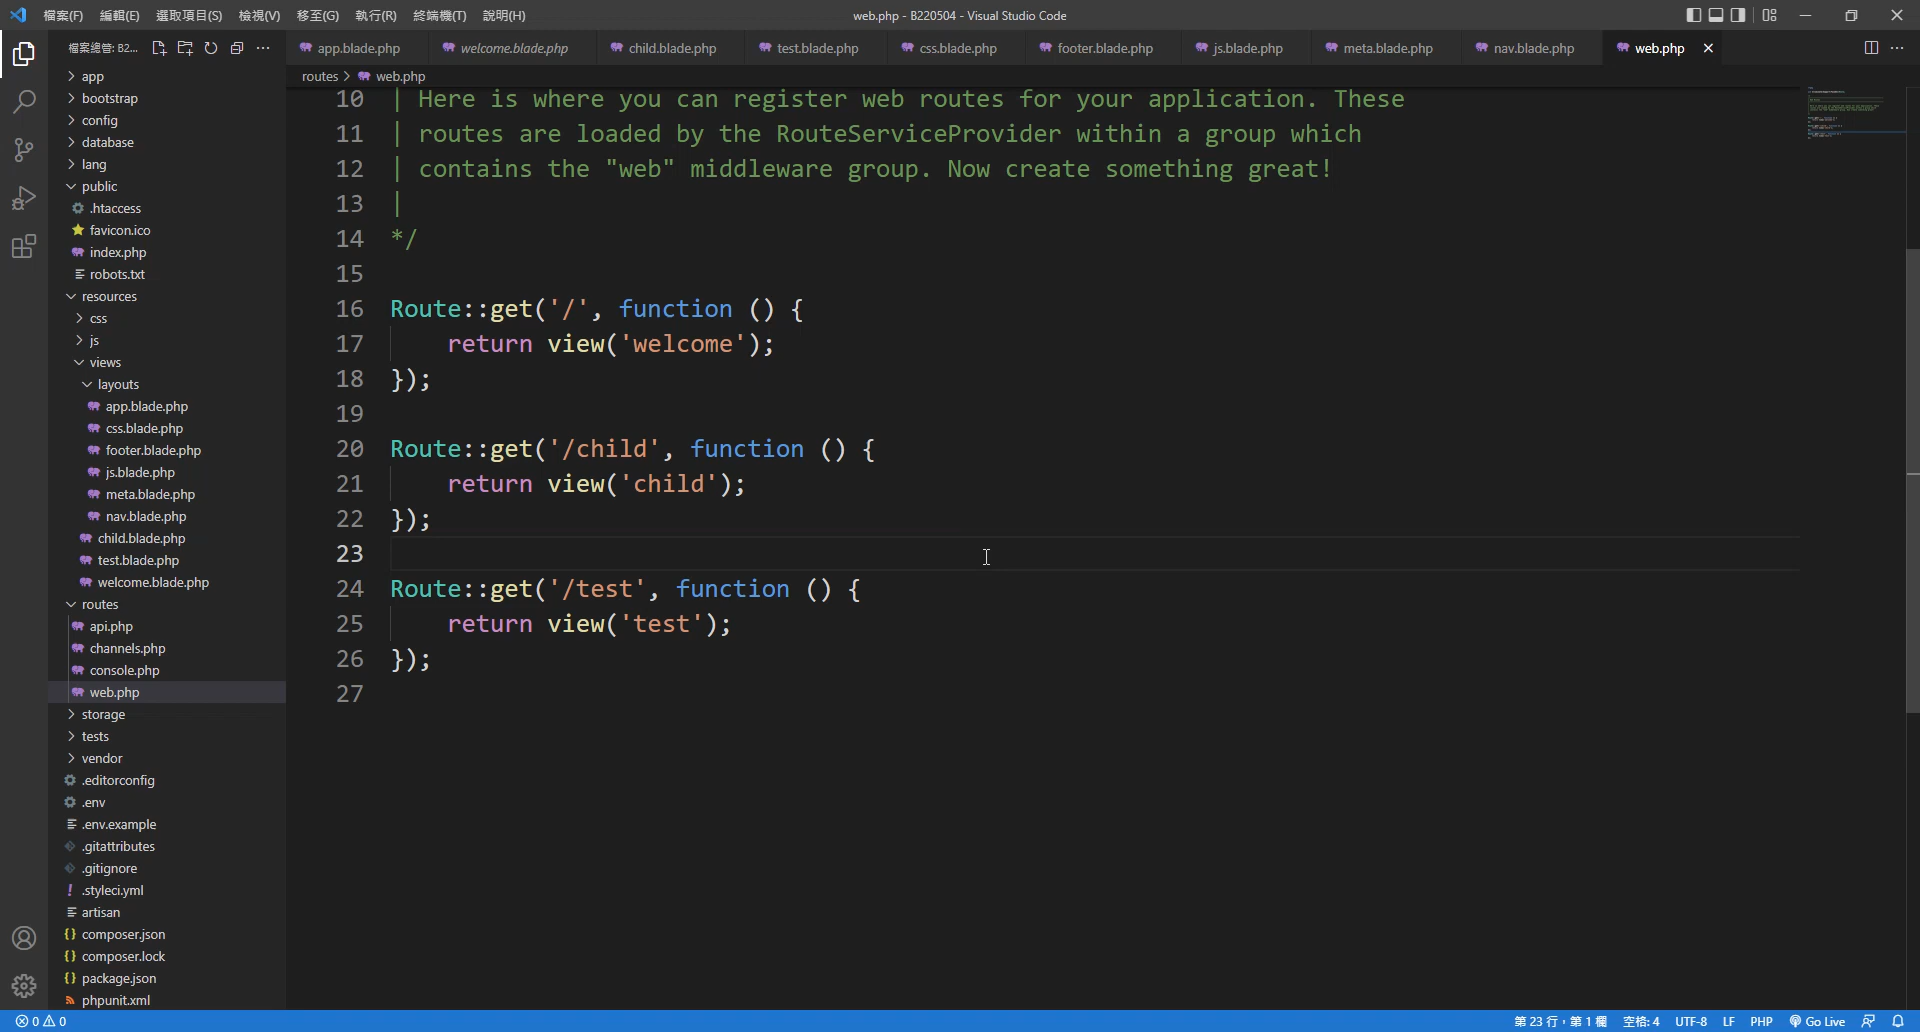 檔案(F) 編輯(E) 選取項目(S) 檢視(V) 移至(G) 執行(R) 終端機(T) 說明(H)
web.php - B220504 - Visual Studio Code
檔案總管: B2...
app.blade.php welcome.blade.php child.blade.php test.blade.php css.blade.php footer.blade.php js.blade.php meta.blade.php nav.blade.php web.php
routes > web.php
app
bootstrap
config
database
lang
public
.htaccess
favicon.ico
index.php
robots.txt
resources
css
js
views
layouts
app.blade.php
css.blade.php
footer.blade.php
js.blade.php
meta.blade.php
nav.blade.php
child.blade.php
test.blade.php
welcome.blade.php
routes
api.php
channels.php
console.php
web.php
storage
tests
vendor
.editorconfig
.env
.env.example
.gitattributes
.gitignore
.styleci.yml
artisan
composer.json
composer.lock
package.json
phpunit.xml
10 | Here is where you can register web routes for your application. These
11 | routes are loaded by the RouteServiceProvider within a group which
12 | contains the "web" middleware group. Now create something great!
13 |
14 */
15
16 Route::get('/', function () {
17     return view('welcome');
18 });
19
20 Route::get('/child', function () {
21     return view('child');
22 });
23
24 Route::get('/test', function () {
25     return view('test');
26 });
27
0 0
第 23 行，第 1 欄 空格: 4 UTF-8 LF PHP Go Live